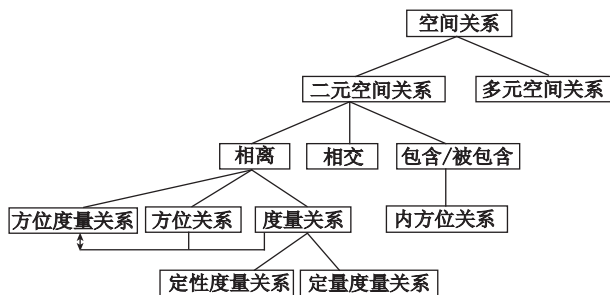 空间关系
二元空间关系
多元空间关系
相离
相交
包含/被包含
方位度量关系
方位关系
度量关系
内方位关系
定性度量关系
定量度量关系